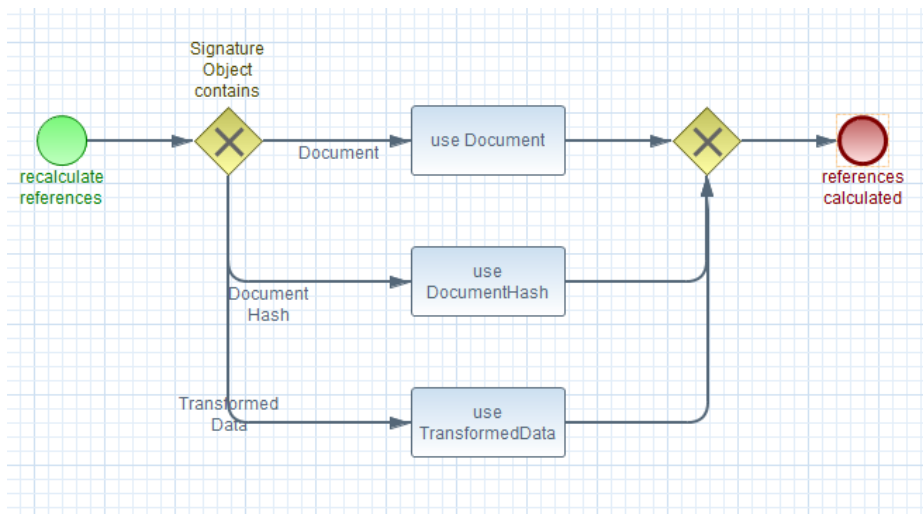 Signature
Object
contains
recalculate
references
Document
use Document
references
calculated
Document
Hash
use
DocumentHash
Transformed
Data
use
TransformedData